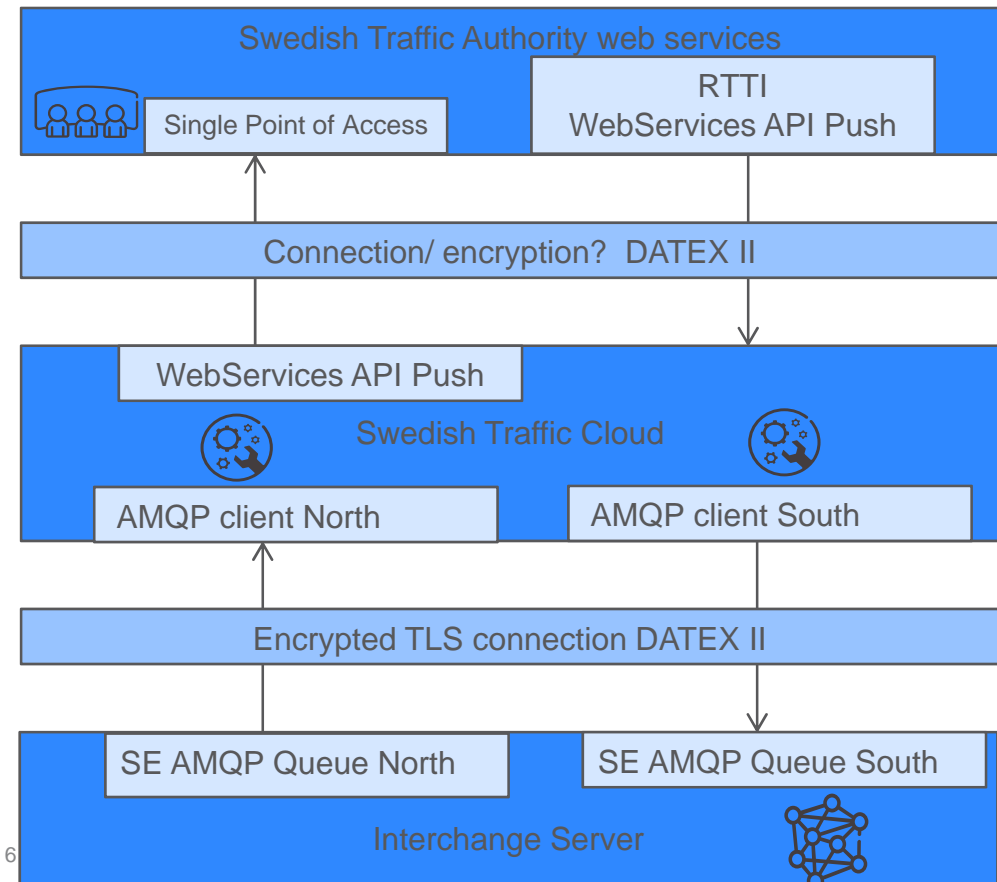 Swedish Traffic Authority web services
Single Point of Access
RTTI
WebServices API Push
Connection/ encryption?  DATEX II
WebServices API Push
Swedish Traffic Cloud
AMQP client North
AMQP client South
Encrypted TLS connection DATEX II
SE AMQP Queue North
SE AMQP Queue South
Interchange Server
6